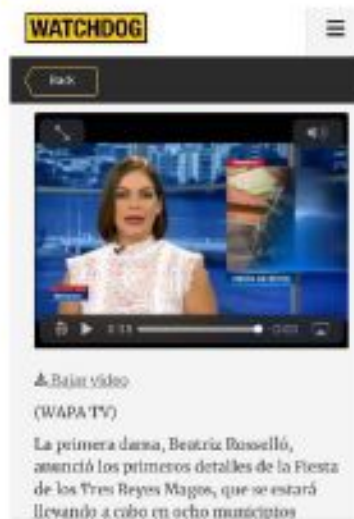 WATCHDOG
Back
Bajar video
(WAPA TV)
La primera dama, Beatriz Rosselló,
anunció los primeros detalles de la Fiesta
de los Tres Reyes Magos, que se estará
llevando a cabo en ocho municipios